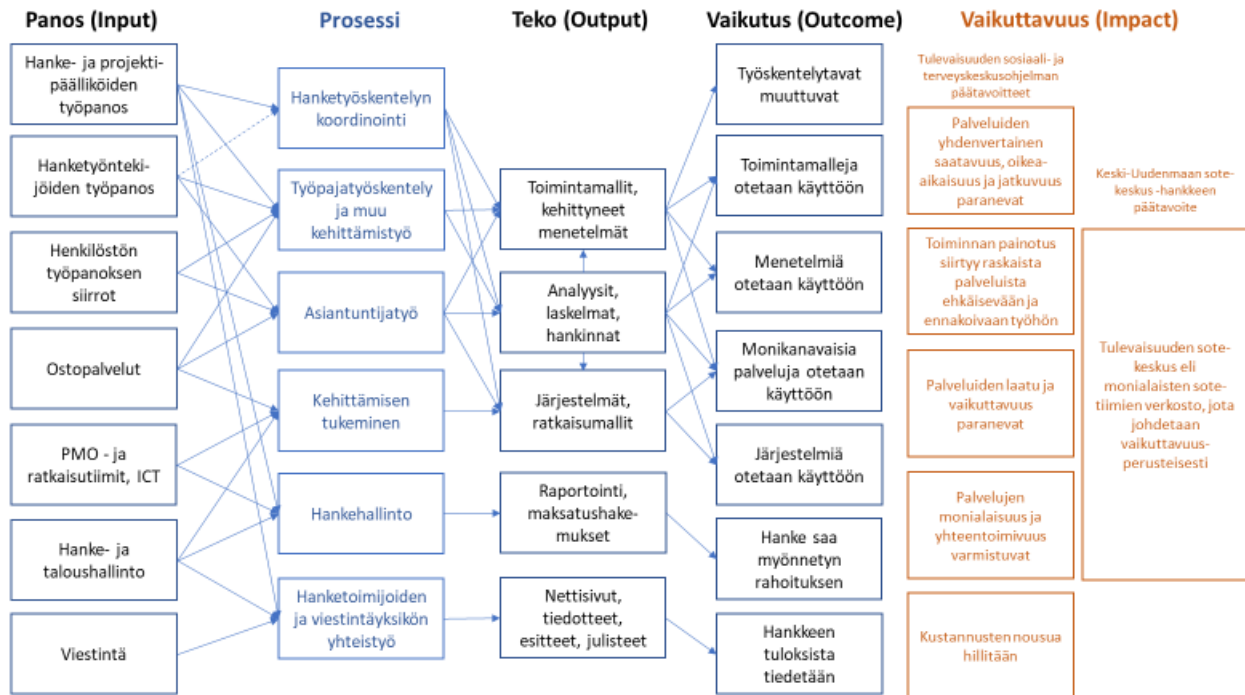 Panos (Input)
Prosessi
Teko (Output)
Vaikutus (Outcome)
Vaikuttavuus (Impact)
Hanke- ja projekti-
päälliköiden
työpanos
Hanketyönteki-
jöiden työpanos
Henkilöstön
työpanoksen
siirrot
Ostopalvelut
PMO - ja
ratkaisutiimit, ICT
Hanke- ja
taloushallinto
Viestintä
Hanketyöskentelyn
koordinointi
Työpajatyöskentely
ja muu
kehittämistyö
Asiantuntijatyö
Kehittämisen
tukeminen
Hankehallinto
Hanketoimijoiden
ja viestintäyksikön
yhteistyö
Toimintamallit,
kehittyneet
menetelmät
Analyysit,
laskelmat,
hankinnat
Järjestelmät,
ratkaisumallit
Raportointi,
maksatushake-
mukset
Nettisivut,
tiedotteet,
esitteet, julisteet
Työskentelytavat
muuttuvat
Toimintamalleja
otetaan käyttöön
Menetelmiä
otetaan käyttöön
Monikanavaisia
palveluja otetaan
käyttöön
Järjestelmiä
otetaan käyttöön
Hanke saa
myönnetyn
rahoituksen
Hankkeen
tuloksista
tiedetään
Tulevaisuuden sosiaali- ja
terveyskeskusohjelman
päätavoitteet
Palveluiden
yhdenvertainen
saatavuus, oikea-
aikaisuus ja jatkuvuus
paranevat
Toiminnan painotus
siirtyy raskaista
palveluista
ehkäisevään ja
ennakoivaan työhön
Palveluiden laatu ja
vaikuttavuus
paranevat
Palvelujen
monialaisuus ja
yhteentoimivuus
varmistuvat
Kustannusten nousua
hillitään
Keski-Uudenmaan sote-
keskus -hankkeen
päätavoite
Tulevaisuuden sote-
keskus eli
monialaisten sote-
tiimien verkosto, jota
johdetaan
vaikuttavuus-
perusteisesti